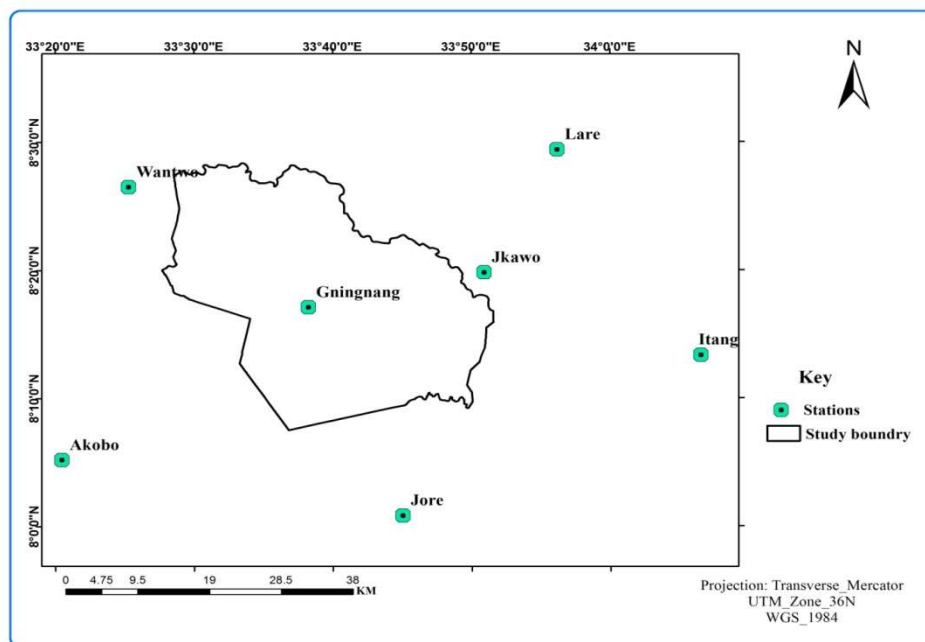 33°20'0"E 33°30'0"E 33°40'0"E 33°50'0"E 34°0'0"E
N
8°30'0"N
Lare
Wantwo
8°20'0"N
Jkawo
Gningnang
Itang
Key
8°10'0"N
Stations
Study boundry
Akobo
Jore
8°0'0"N
0 4.75 9.5 19 28.5 38
KM
Projection: Transverse_Mercator
UTM_Zone_36N
WGS_1984